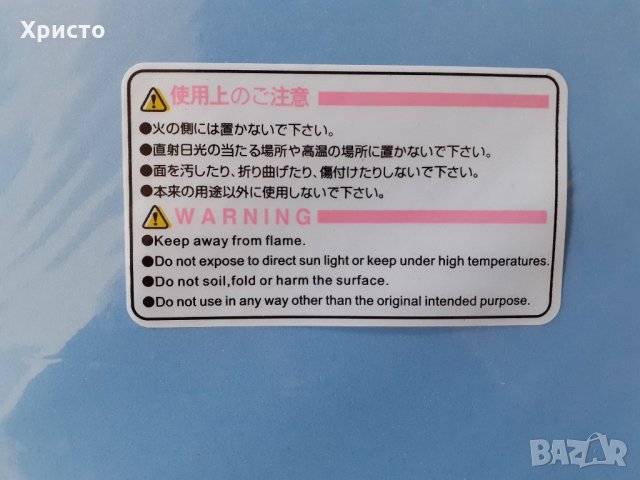 Христо
使用上のご注意
●火の側には置かないで下さい。
●直射日光の当たる場所や高温の場所に置かないで下さい。
●面を汚したり、折り曲げたり、傷付けたりしないで下さい。
●本来の用途以外に使用しないで下さい。
WARNING
●Keep away from flame.
●Do not expose to direct sun light or keep under high temperatures.
●Do not soil,fold or harm the surface.
●Do not use in any way other than the original intended purpose.
BAZAR